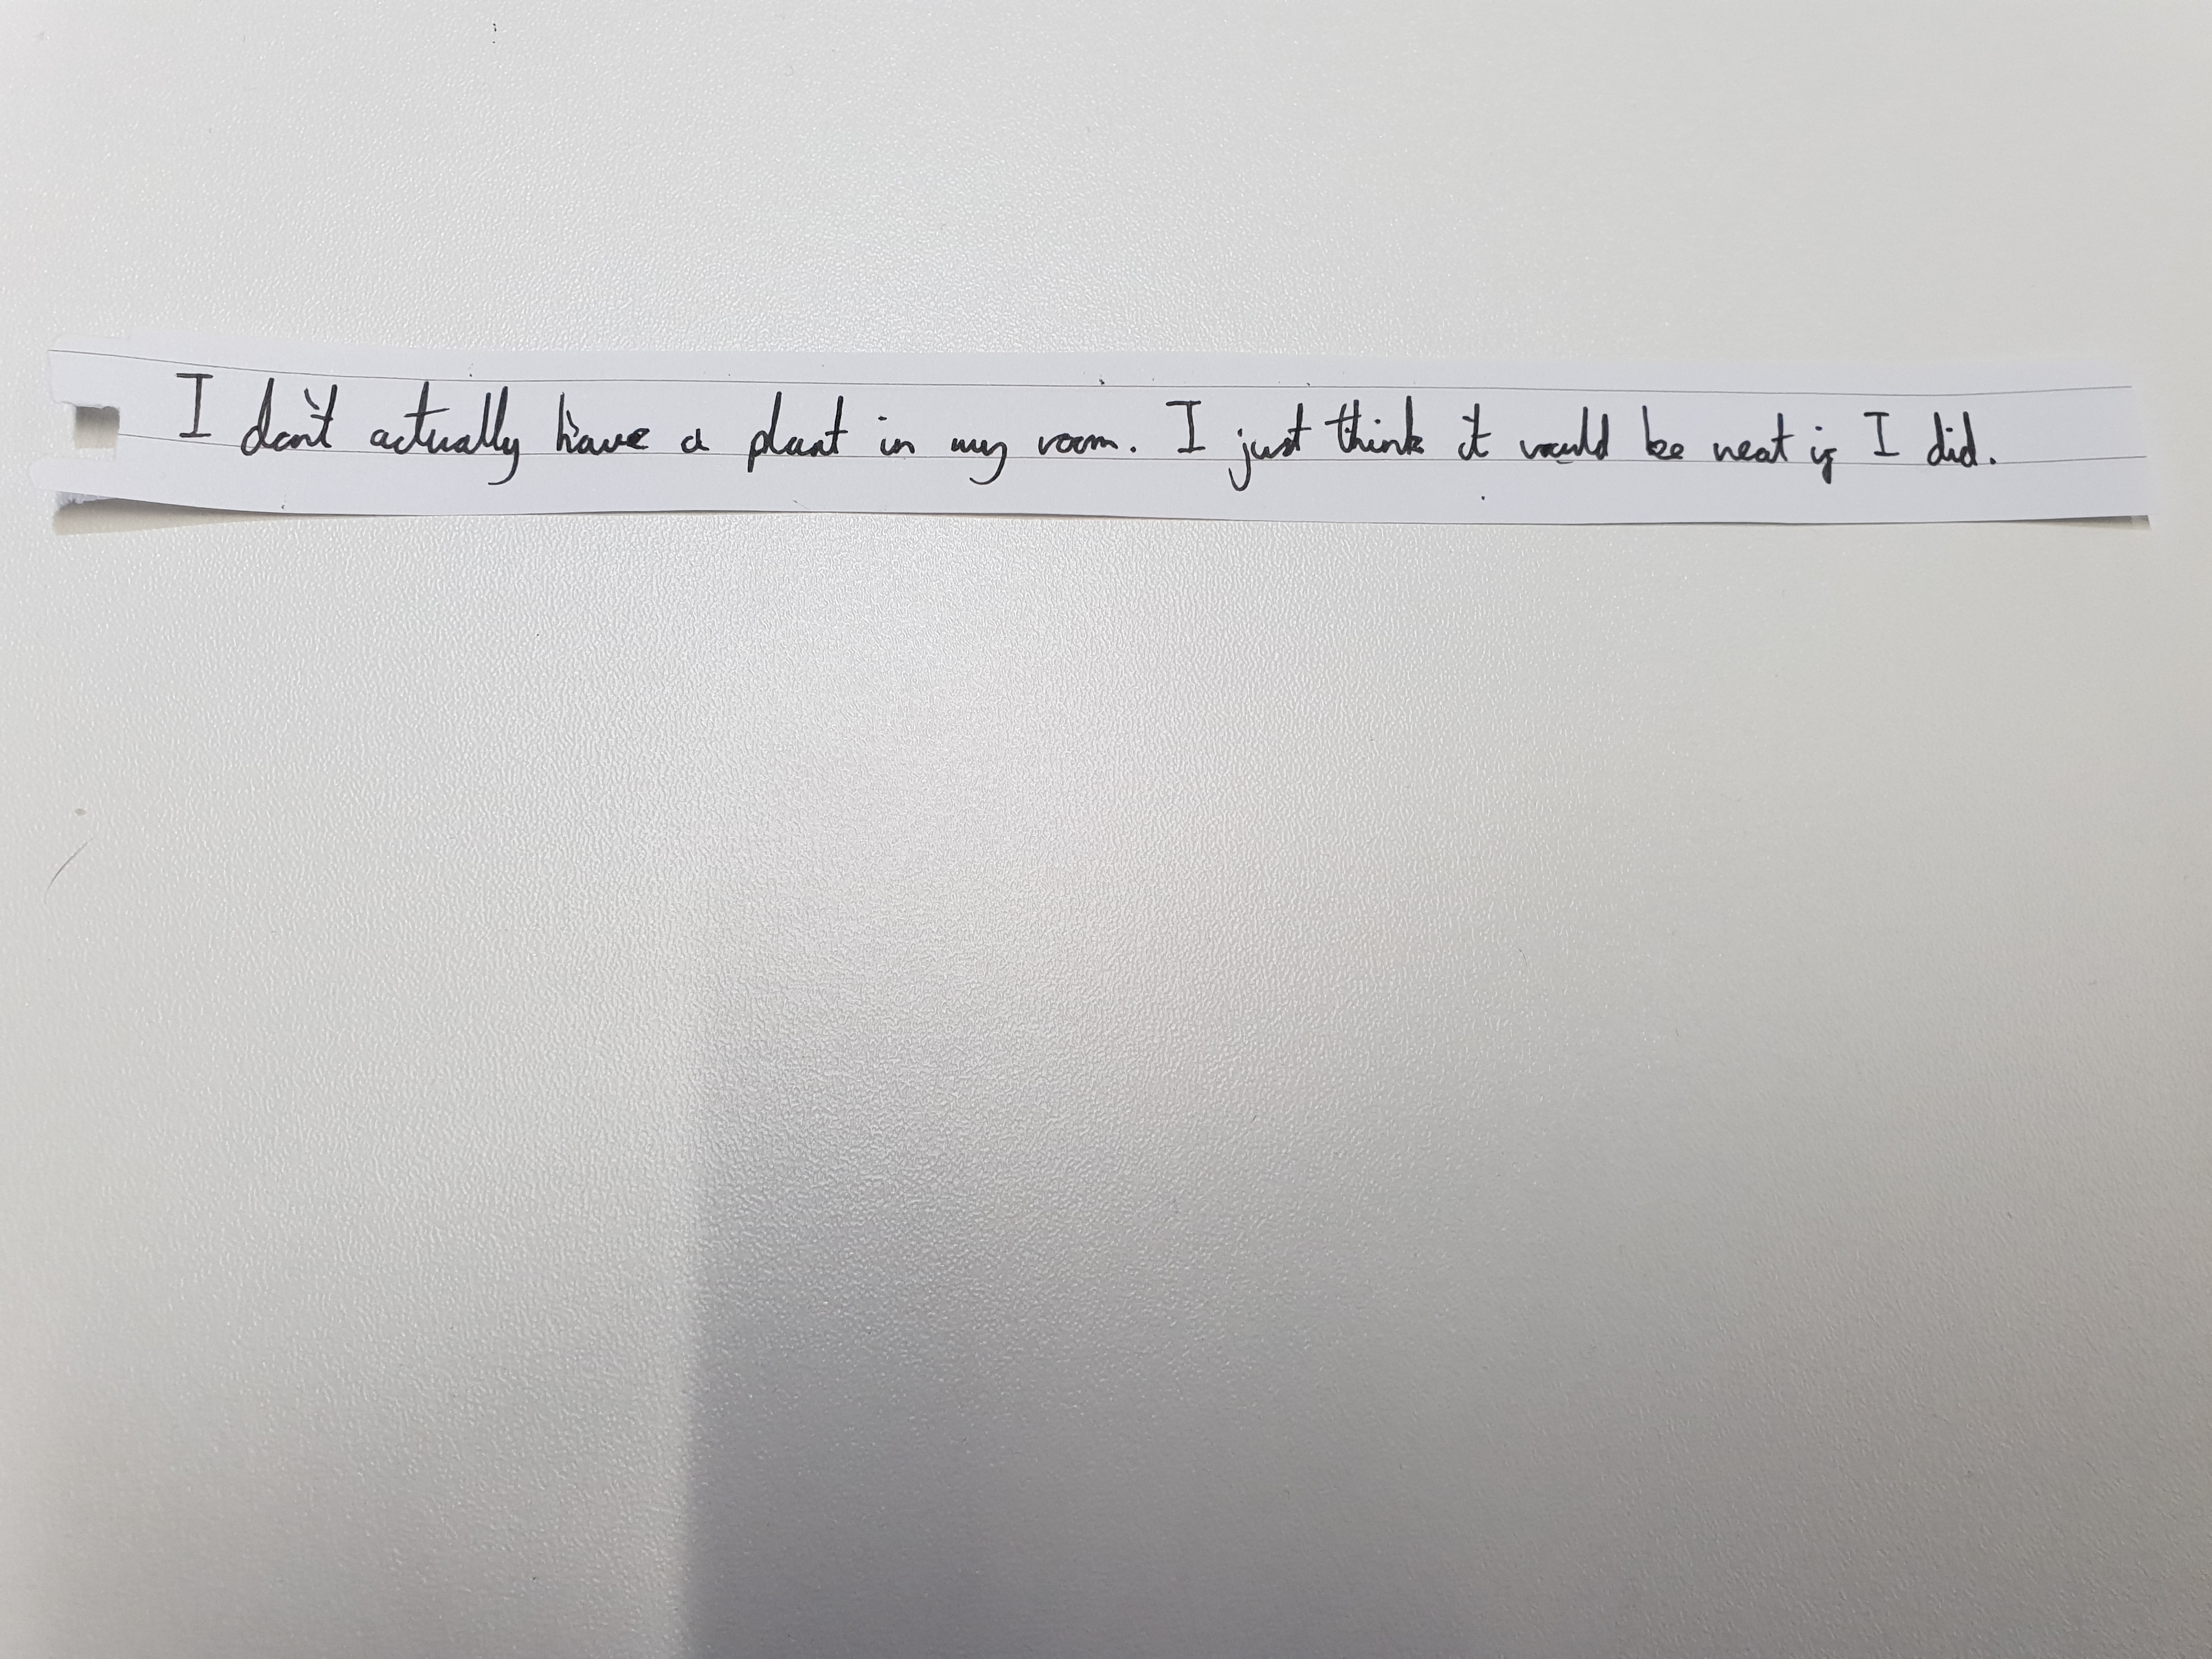 I don't actually have a plant in my room. I just think it would be neat if I did.